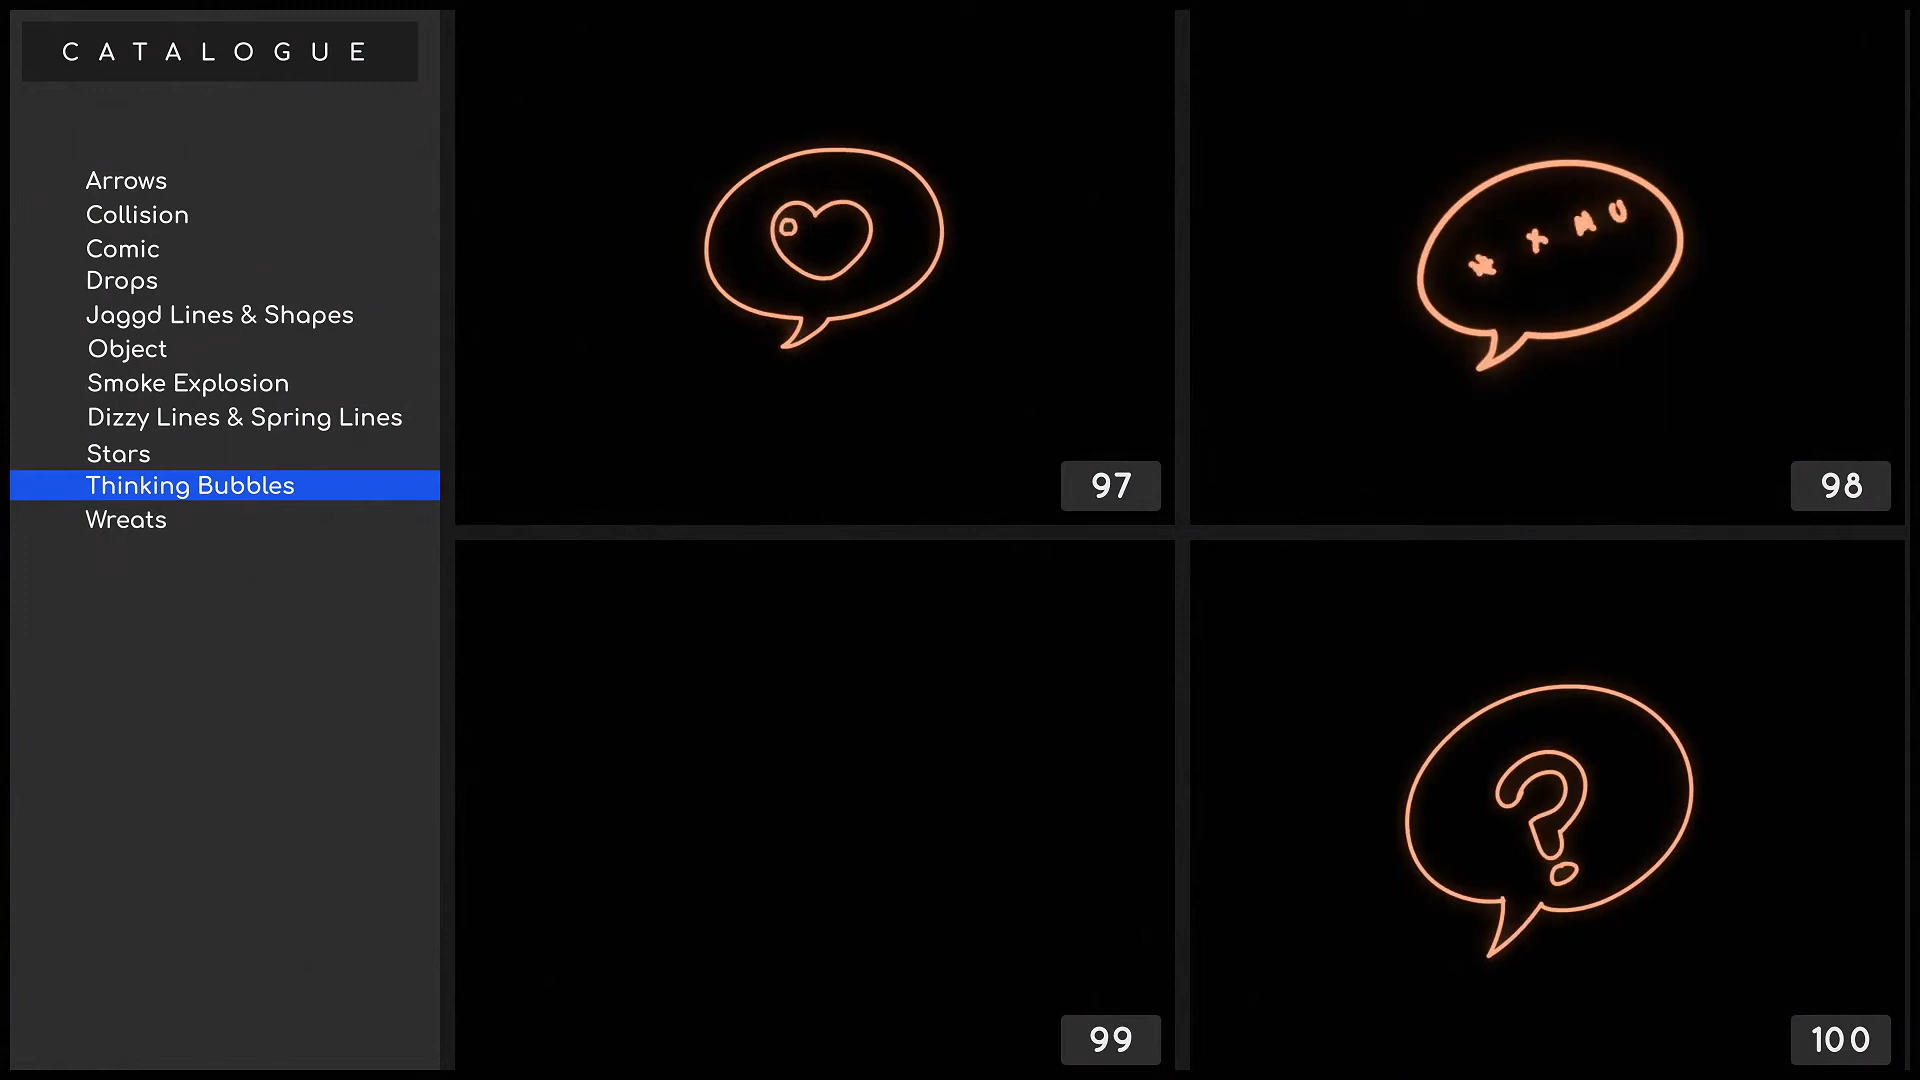 CATALOGUE
Arrows
Collision
Comic
Drops
Jaggd Lines & Shapes
Object
Smoke Explosion
Dizzy Lines & Spring Lines
Stars
Thinking Bubbles
Wreats
97
98
?
99
100